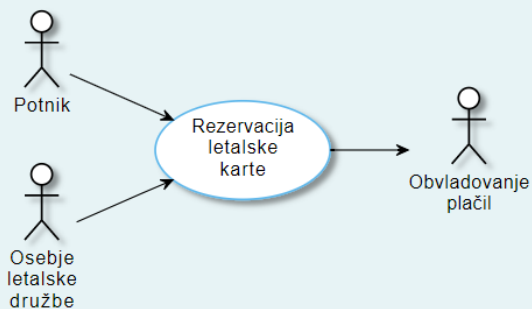 Potnik
Rezervacija
letalske
karte
Obvladovanje
plačil
Osebje
letalske
družbe